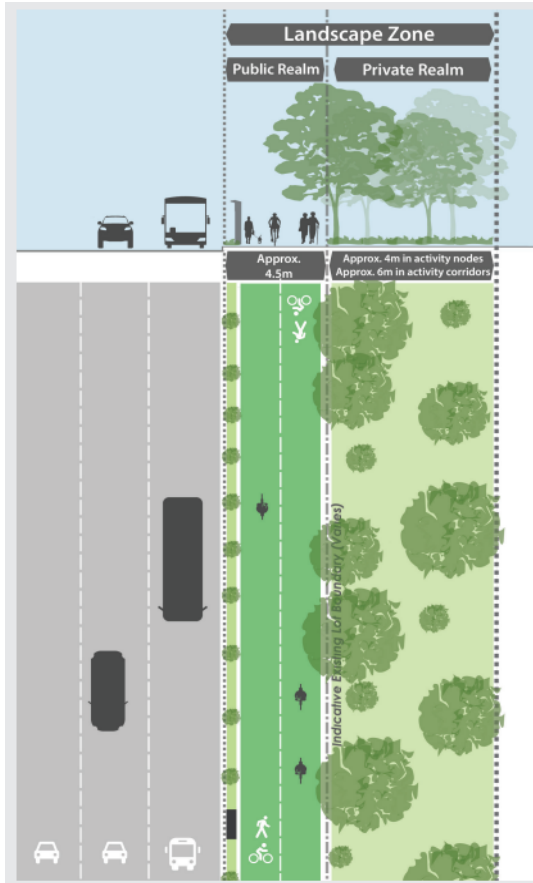 Landscape Zone
Public Realm
Private Realm
Approx.
4.5m
Approx. 4m in activity nodes
Approx. 6m in activity corridors
Indicative Existing Lot Boundary (Varies)